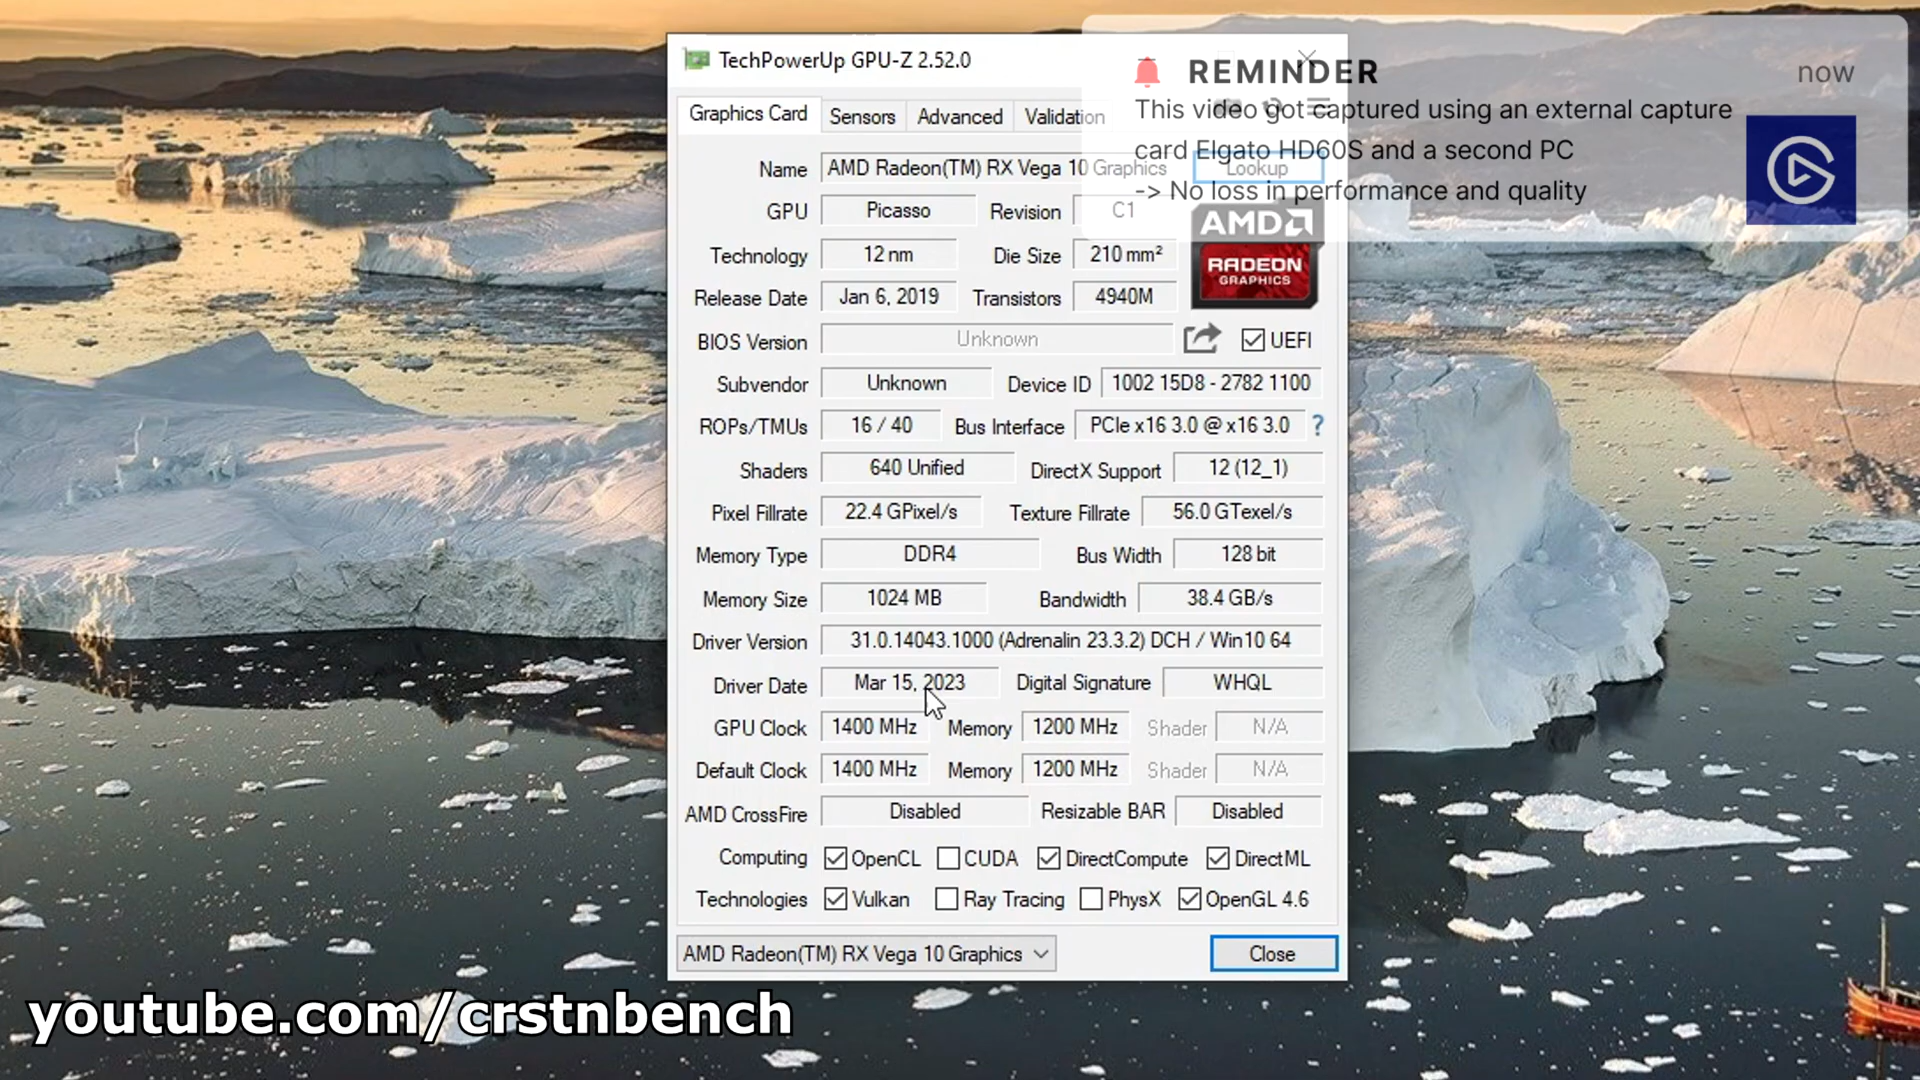 TechPowerUp GPU-Z 2.52.0
REMINDER
now
This video got captured using an external capture
card Elgato HD60S and a second PC
-> No loss in performance and quality
Graphics Card Sensors Advanced Validation
Name AMD Radeon(TM) RX Vega 10 Graphics Lookup
GPU Picasso Revision C1
AMD
RADEON
GRAPHICS
Technology 12 nm Die Size 210 mm²
Release Date Jan 6, 2019 Transistors 4940M
BIOS Version Unknown UEFI
Subvendor Unknown Device ID 1002 15D8 - 2782 1100
ROPs/TMUs 16 / 40 Bus Interface PCIe x16 3.0 @ x16 3.0 ?
Shaders 640 Unified DirectX Support 12 (12_1)
Pixel Fillrate 22.4 GPixel/s Texture Fillrate 56.0 GTexel/s
Memory Type DDR4 Bus Width 128 bit
Memory Size 1024 MB Bandwidth 38.4 GB/s
Driver Version 31.0.14043.1000 (Adrenalin 23.3.2) DCH / Win10 64
Driver Date Mar 15, 2023 Digital Signature WHQL
GPU Clock 1400 MHz Memory 1200 MHz Shader N/A
Default Clock 1400 MHz Memory 1200 MHz Shader N/A
AMD CrossFire Disabled Resizable BAR Disabled
Computing OpenCL CUDA DirectCompute DirectML
Technologies Vulkan Ray Tracing PhysX OpenGL 4.6
AMD Radeon(TM) RX Vega 10 Graphics Close
youtube.com/crstnbench